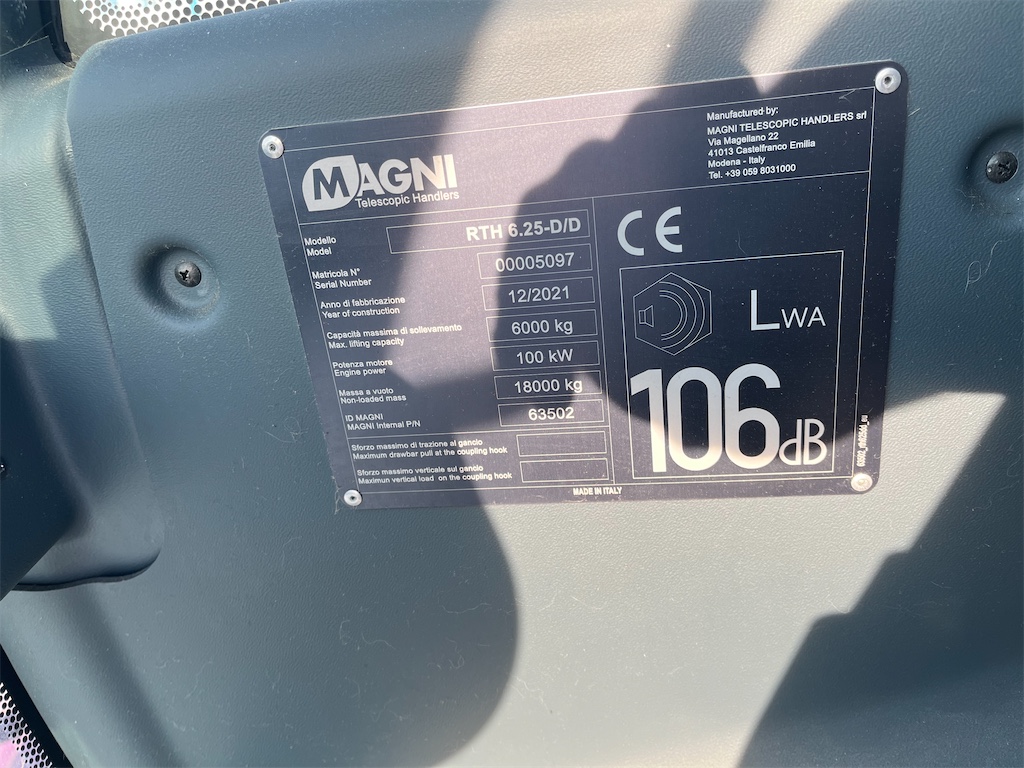 MAGNI
Telescopic Handlers
Manufactured by:
MAGNI TELESCOPIC HANDLERS srl
Via Magellano 22
41013 Castelfranco Emilia
Modena - Italy
Tel. +39 059 8031000
Modello
Model
RTH 6.25-D/D
Matricola N°
Serial Number
00005097
Anno di fabbricazione
Year of construction
12/2021
Capacità massima di sollevamento
Max. lifting capacity
6000 kg
Potenza motore
Engine power
100 kW
Massa a vuoto
Non-loaded mass
18000 kg
ID MAGNI
MAGNI Internal P/N
63502
Sforzo massimo di trazione al gancio
Maximum drawbar pull at the coupling hook
Sforzo massimo verticale sul gancio
Maximun vertical load on the coupling hook
CE
LWA
106dB
MADE IN ITALY